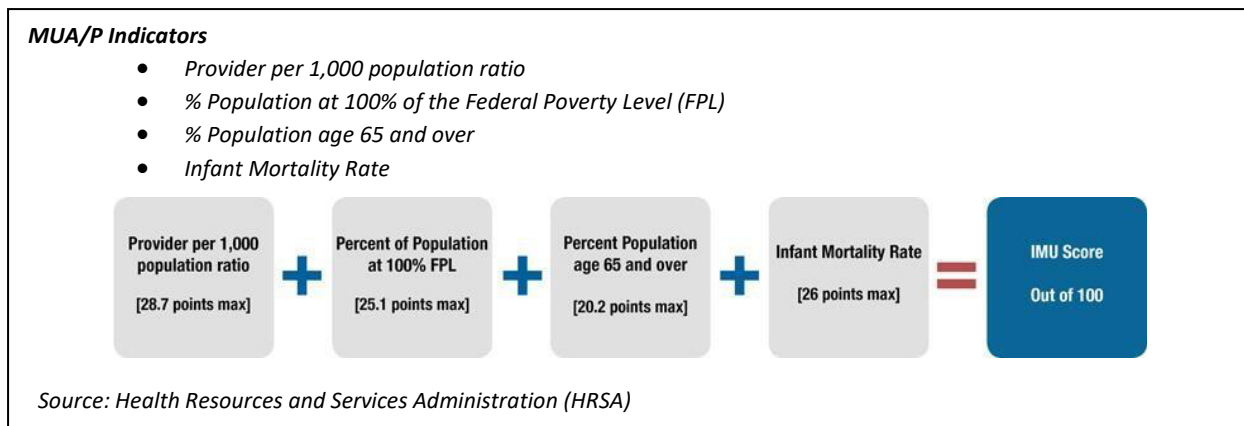 MUA/P Indicators
• Provider per 1,000 population ratio
• % Population at 100% of the Federal Poverty Level (FPL)
• % Population age 65 and over
• Infant Mortality Rate
Provider per 1,000
population ratio
[28.7 points max]
+
Percent of Population
at 100% FPL
[25.1 points max]
+
Percent Population
age 65 and over
[20.2 points max]
+
Infant Mortality Rate
[26 points max]
=
IMU Score
Out of 100
Source: Health Resources and Services Administration (HRSA)